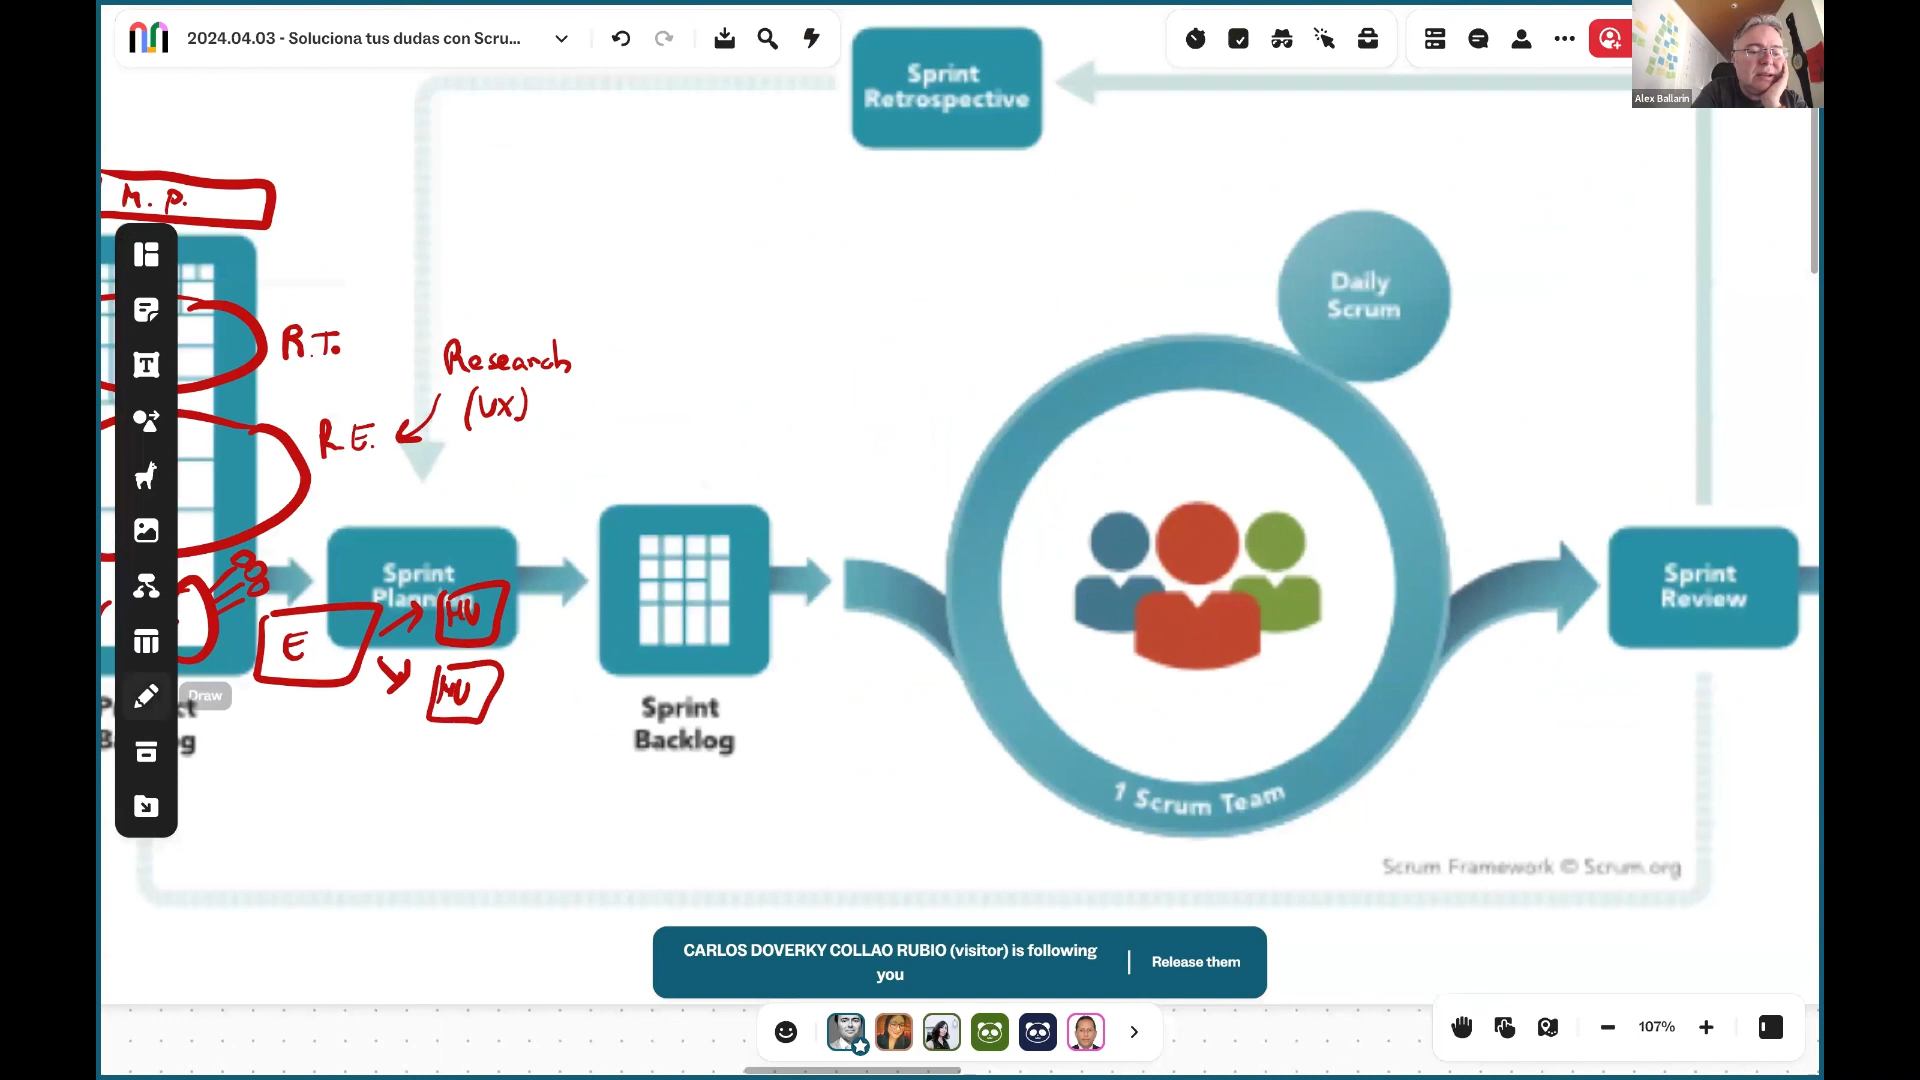 2024.04.03 - Soluciona tus dudas con Scru...
Sprint
Retrospective
Alex Ballarin
M. P.
Daily
Scrum
R.T.
Research
(UX)
R.E.
Sprint
E
HU
HU
Sprint
Review
Draw
Sprint
Backlog
1 Scrum Team
Scrum Framework © Scrum.org
CARLOS DOVERKY COLLAO RUBIO (visitor) is following
you
Release them
107%